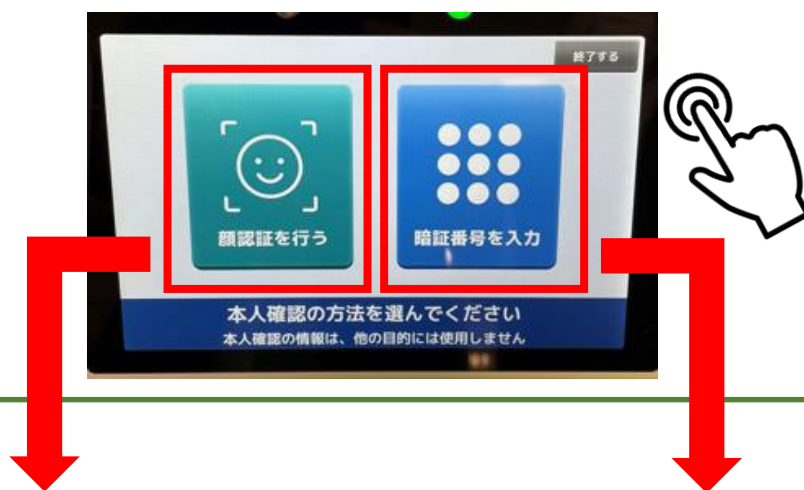 終了する
顔認証を行う
暗証番号を入力
本人確認の方法を選んでください
本人確認の情報は、他の目的には使用しません